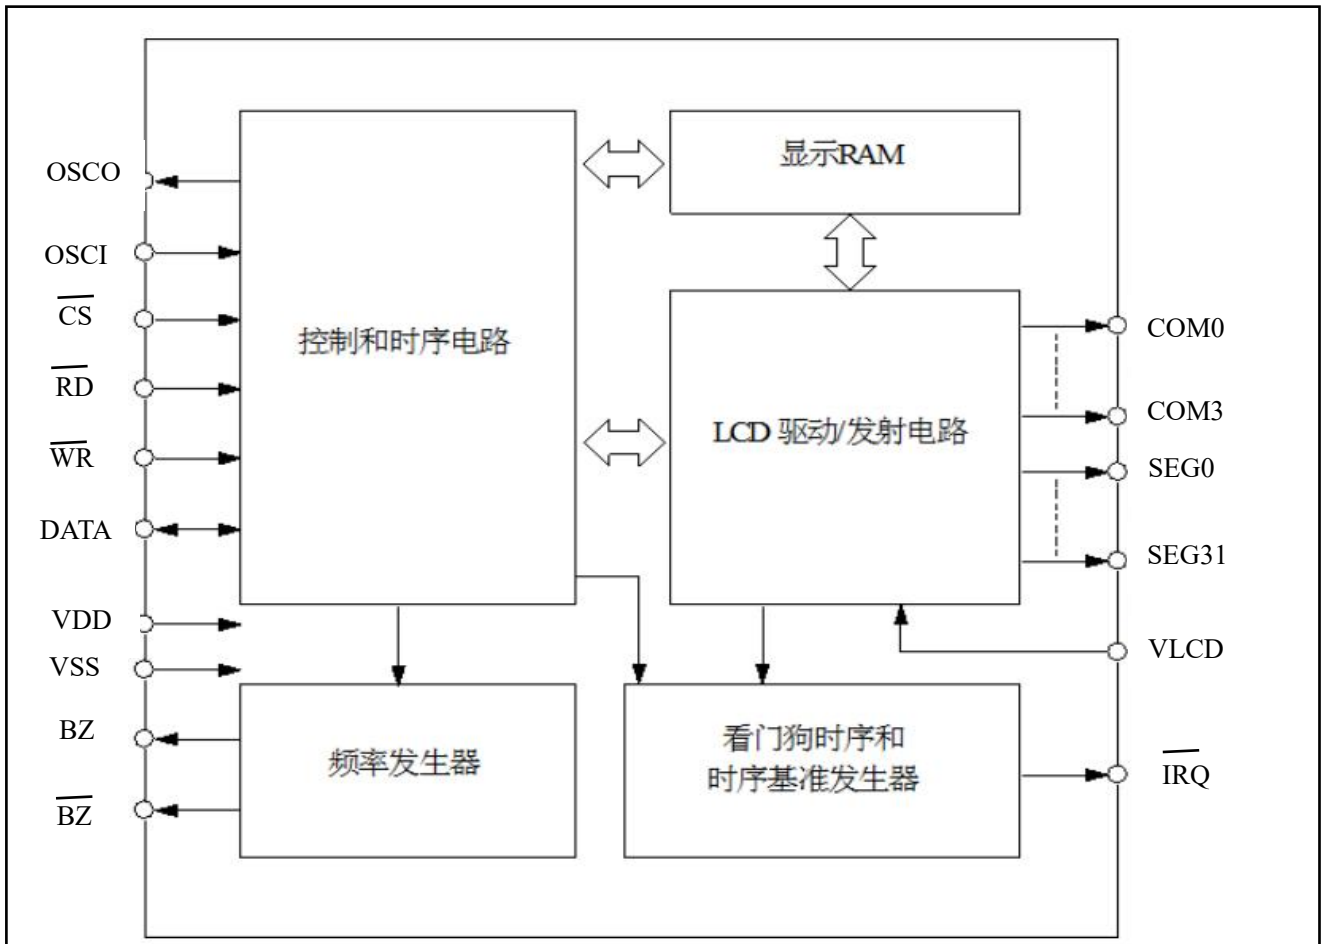 OSCO
OSCI
CS
RD
WR
DATA
VDD
VSS
BZ
BZ
控制和时序电路
显示RAM
LCD 驱动/发射电路
频率发生器
看门狗时序和
时序基准发生器
COM0
COM3
SEG0
SEG31
VLCD
IRQ